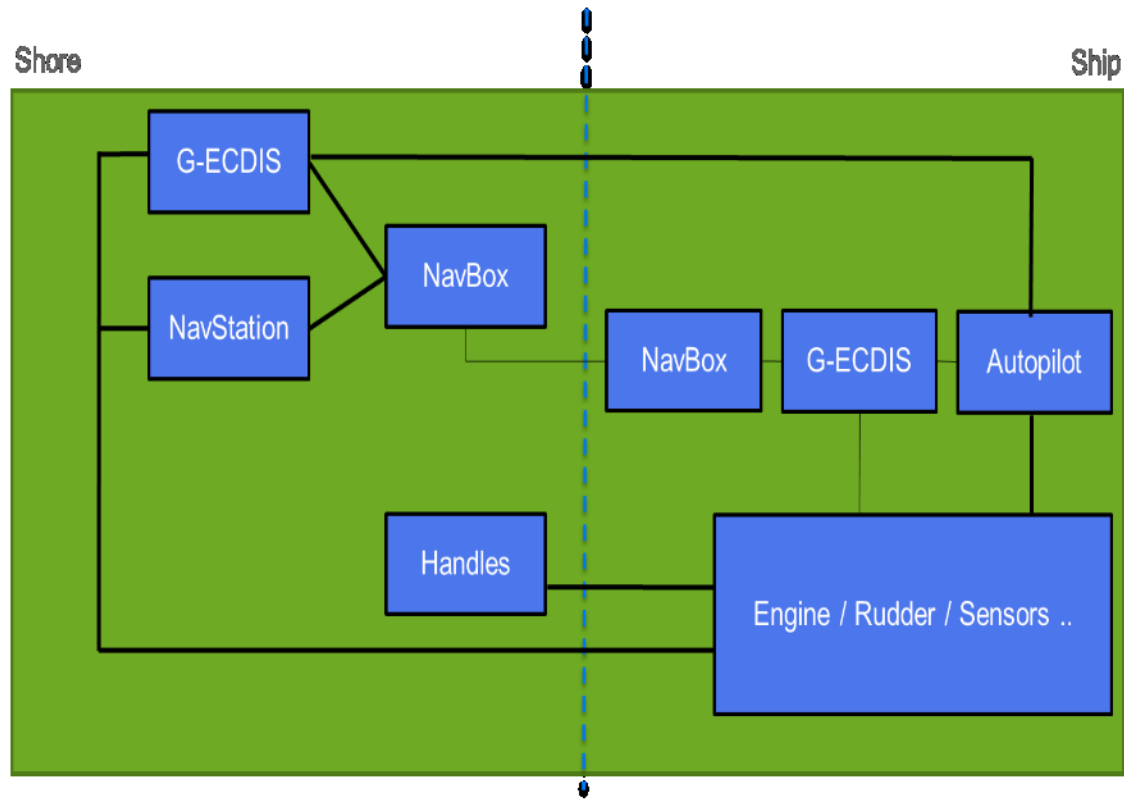 Shore
Ship
G-ECDIS
NavBox
NavStation
NavBox
G-ECDIS
Autopilot
Handles
Engine / Rudder / Sensors ..